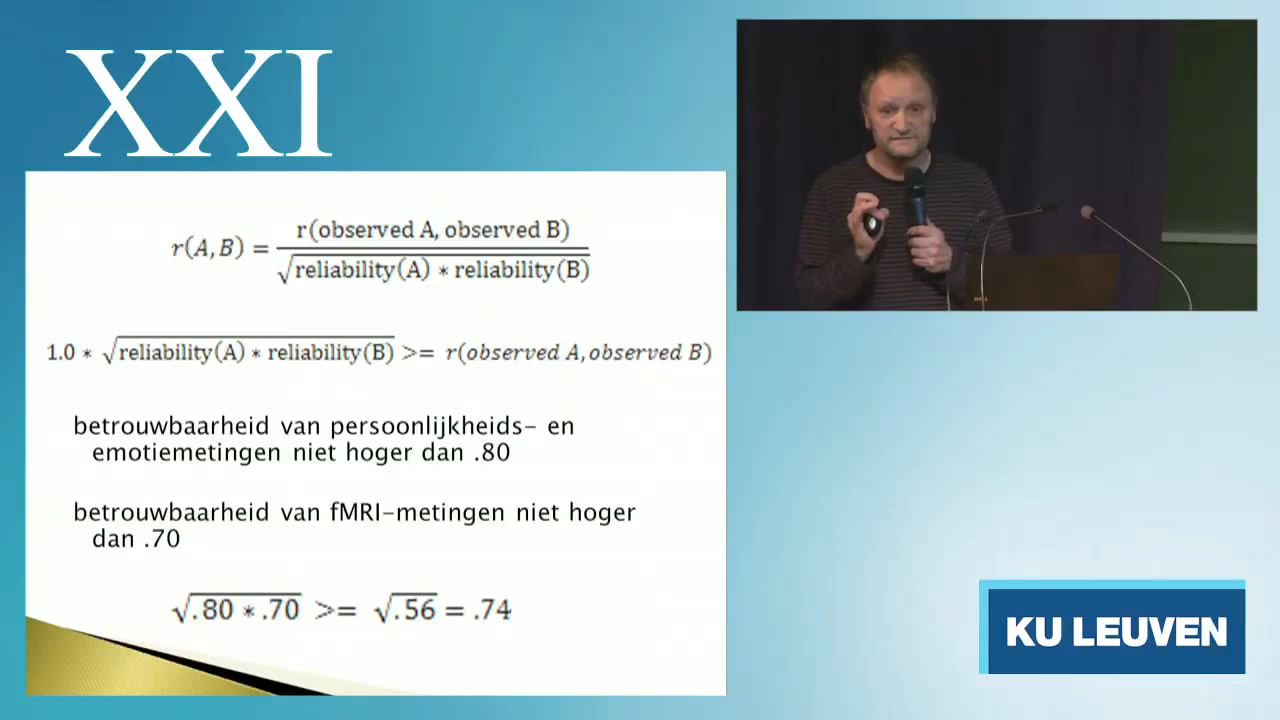 XXI
r(A, B) = r(observed A, observed B) / √reliability(A) ∗ reliability(B)
1.0 ∗ √reliability(A) ∗ reliability(B) >= r(observed A, observed B)
betrouwbaarheid van persoonlijkheids- en
emotiemetingen niet hoger dan .80
betrouwbaarheid van fMRI-metingen niet hoger
dan .70
√.80 ∗ .70 >= √.56 = .74
KU LEUVEN